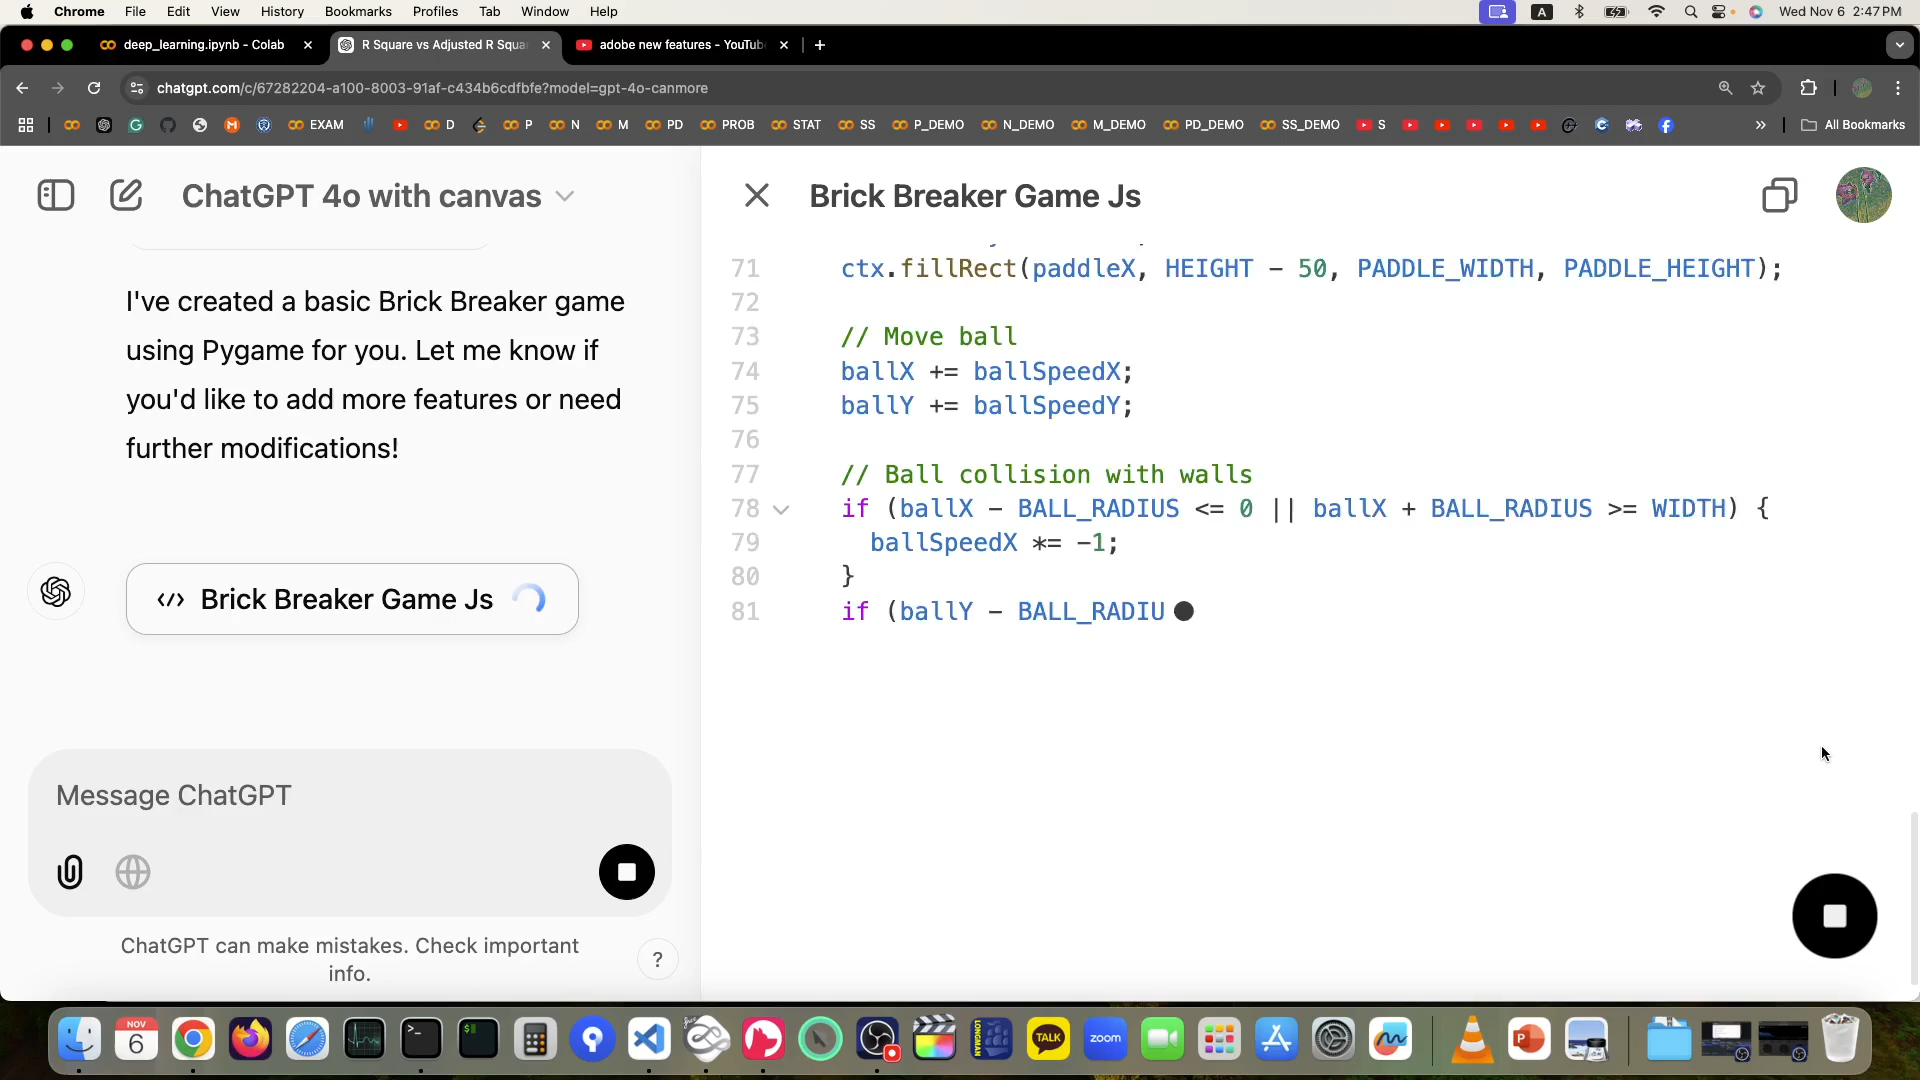 Chrome File Edit View History Bookmarks Profiles Tab Window Help A Wed Nov 6 2:47 PM
deep_learning.ipynb - Colab R Square vs Adjusted R Squa adobe new features - YouTub
chatgpt.com/c/67282204-a100-8003-91af-c434b6cdfbfe?model=gpt-4o-canmore
EXAM D P N M PD PROB STAT SS P_DEMO N_DEMO M_DEMO PD_DEMO SS_DEMO S » All Bookmarks
ChatGPT 4o with canvas
I've created a basic Brick Breaker game
using Pygame for you. Let me know if
you'd like to add more features or need
further modifications!
Brick Breaker Game Js
Message ChatGPT
ChatGPT can make mistakes. Check important
info.
?
Brick Breaker Game Js
71 ctx.fillRect(paddleX, HEIGHT - 50, PADDLE_WIDTH, PADDLE_HEIGHT);
72
73 // Move ball
74 ballX += ballSpeedX;
75 ballY += ballSpeedY;
76
77 // Ball collision with walls
78 if (ballX - BALL_RADIUS <= 0 || ballX + BALL_RADIUS >= WIDTH) {
79 ballSpeedX *= -1;
80 }
81 if (ballY - BALL_RADIU
NOV
6
LONGMAN
TALK
zoom